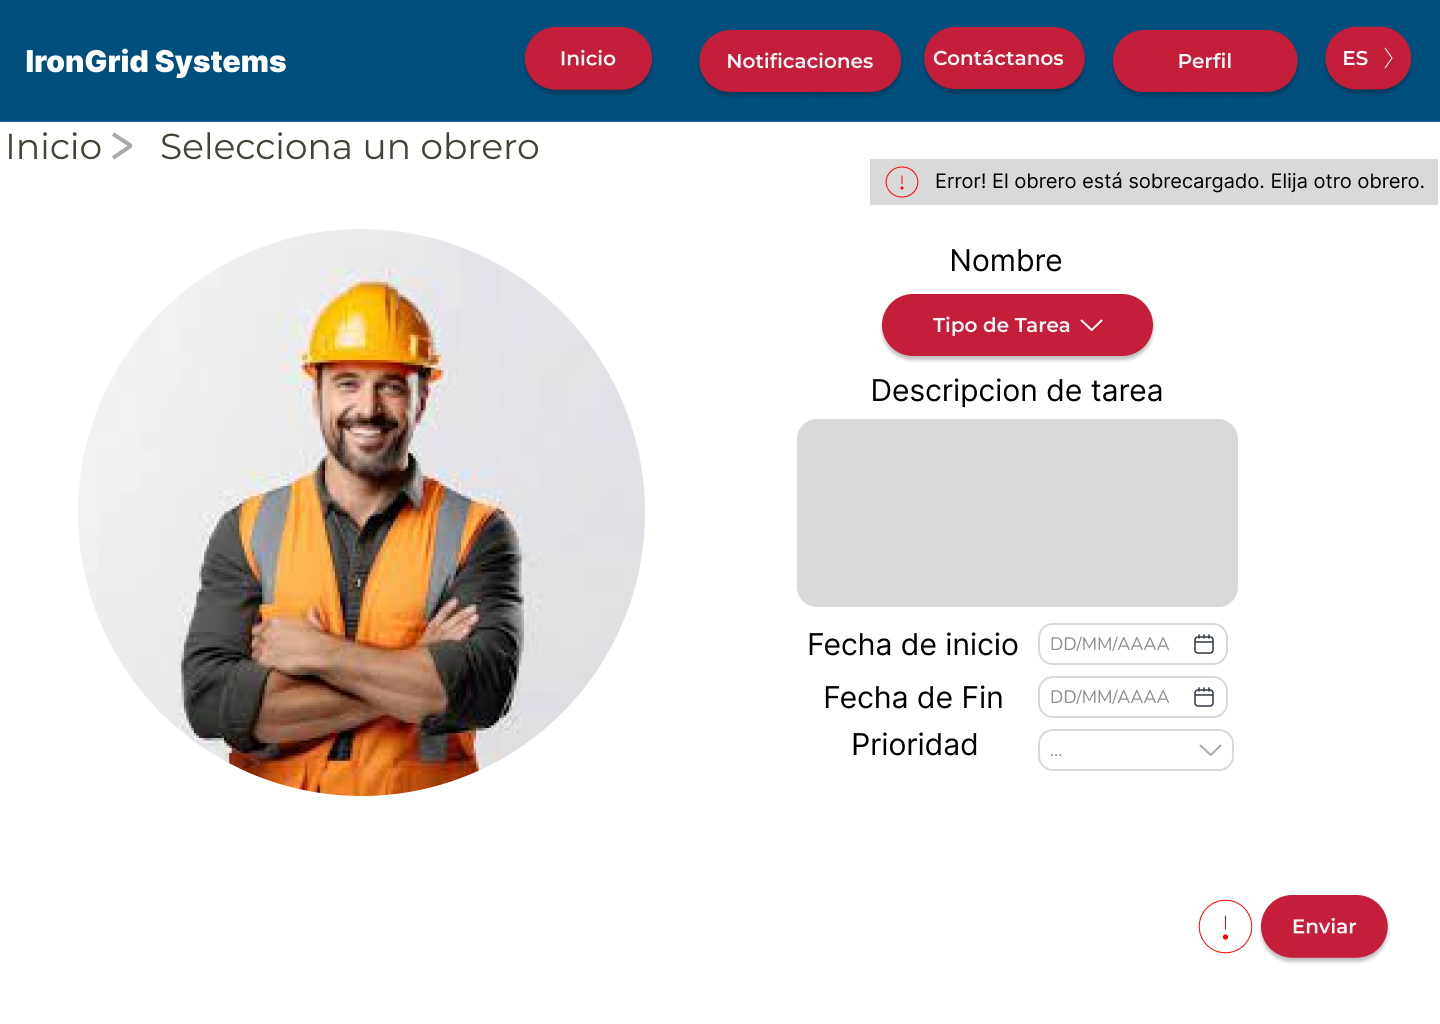 IronGrid Systems
Inicio
Notificaciones
Contáctanos
Perfil
ES
Inicio > Selecciona un obrero
Error! El obrero está sobrecargado. Elija otro obrero.
Nombre
Tipo de Tarea
Descripcion de tarea
Fecha de inicio DD/MM/AAAA
Fecha de Fin DD/MM/AAAA
Prioridad ...
Enviar